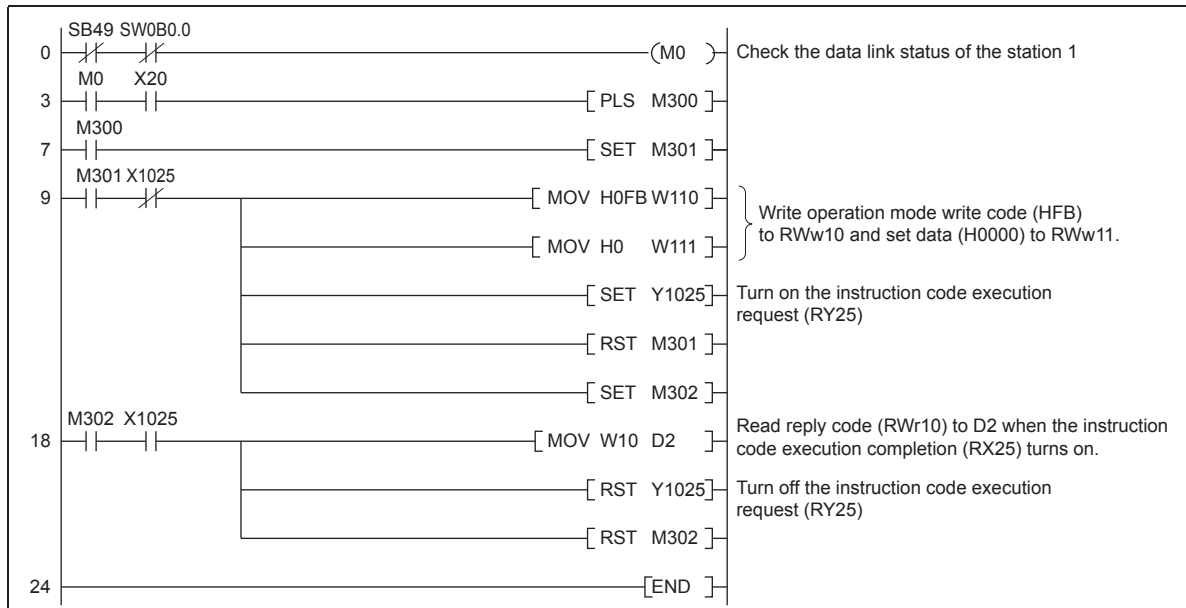 SB49 SW0B0.0
0 (M0 ) Check the data link status of the station 1
M0 X20
3 [ PLS M300 ]
M300
7 [ SET M301 ]
M301 X1025
9 [ MOV H0FB W110 ]
Write operation mode write code (HFB)
to RWw10 and set data (H0000) to RWw11.
[ MOV H0 W111 ]
[ SET Y1025 ] Turn on the instruction code execution
request (RY25)
[ RST M301 ]
[ SET M302 ]
M302 X1025
18 [ MOV W10 D2 ] Read reply code (RWr10) to D2 when the instruction
code execution completion (RX25) turns on.
[ RST Y1025 ] Turn off the instruction code execution
request (RY25)
[ RST M302 ]
24 [ END ]